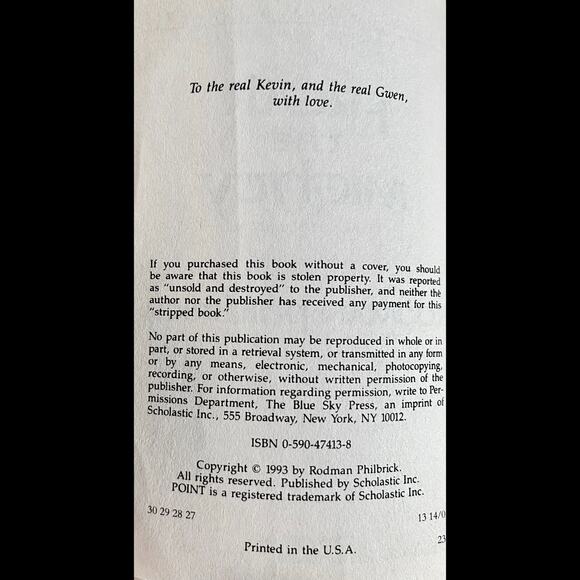 To the real Kevin, and the real Gwen,
with love.
If you purchased this book without a cover, you should
be aware that this book is stolen property. It was reported
as "unsold and destroyed" to the publisher, and neither the
author nor the publisher has received any payment for this
"stripped book."
No part of this publication may be reproduced in whole or in
part, or stored in a retrieval system, or transmitted in any form
or by any means, electronic, mechanical, photocopying,
recording, or otherwise, without written permission of the
publisher. For information regarding permission, write to Per-
missions Department, The Blue Sky Press, an imprint of
Scholastic Inc., 555 Broadway, New York, NY 10012.
ISBN 0-590-47413-8
Copyright © 1993 by Rodman Philbrick.
All rights reserved. Published by Scholastic Inc.
POINT is a registered trademark of Scholastic Inc.
30 29 28 27 13 14/0
23
Printed in the U.S.A.